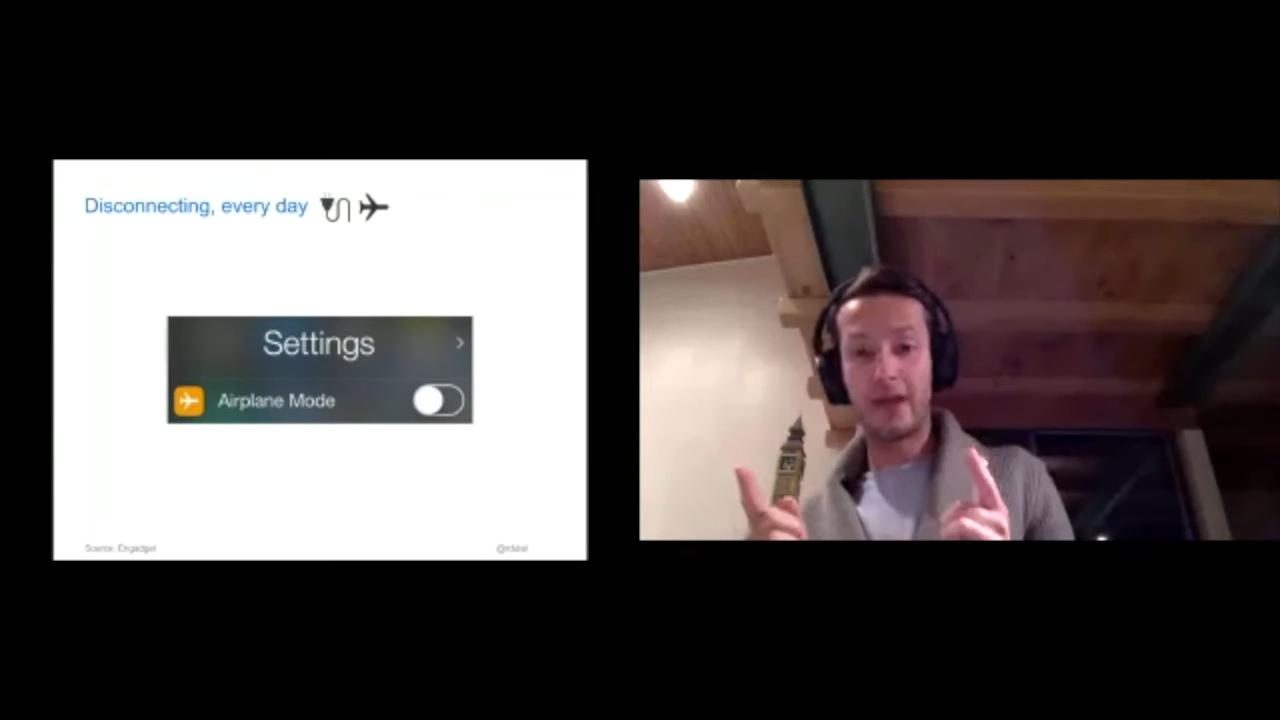 Disconnecting, every day
Settings
Airplane Mode
Source: Engadget